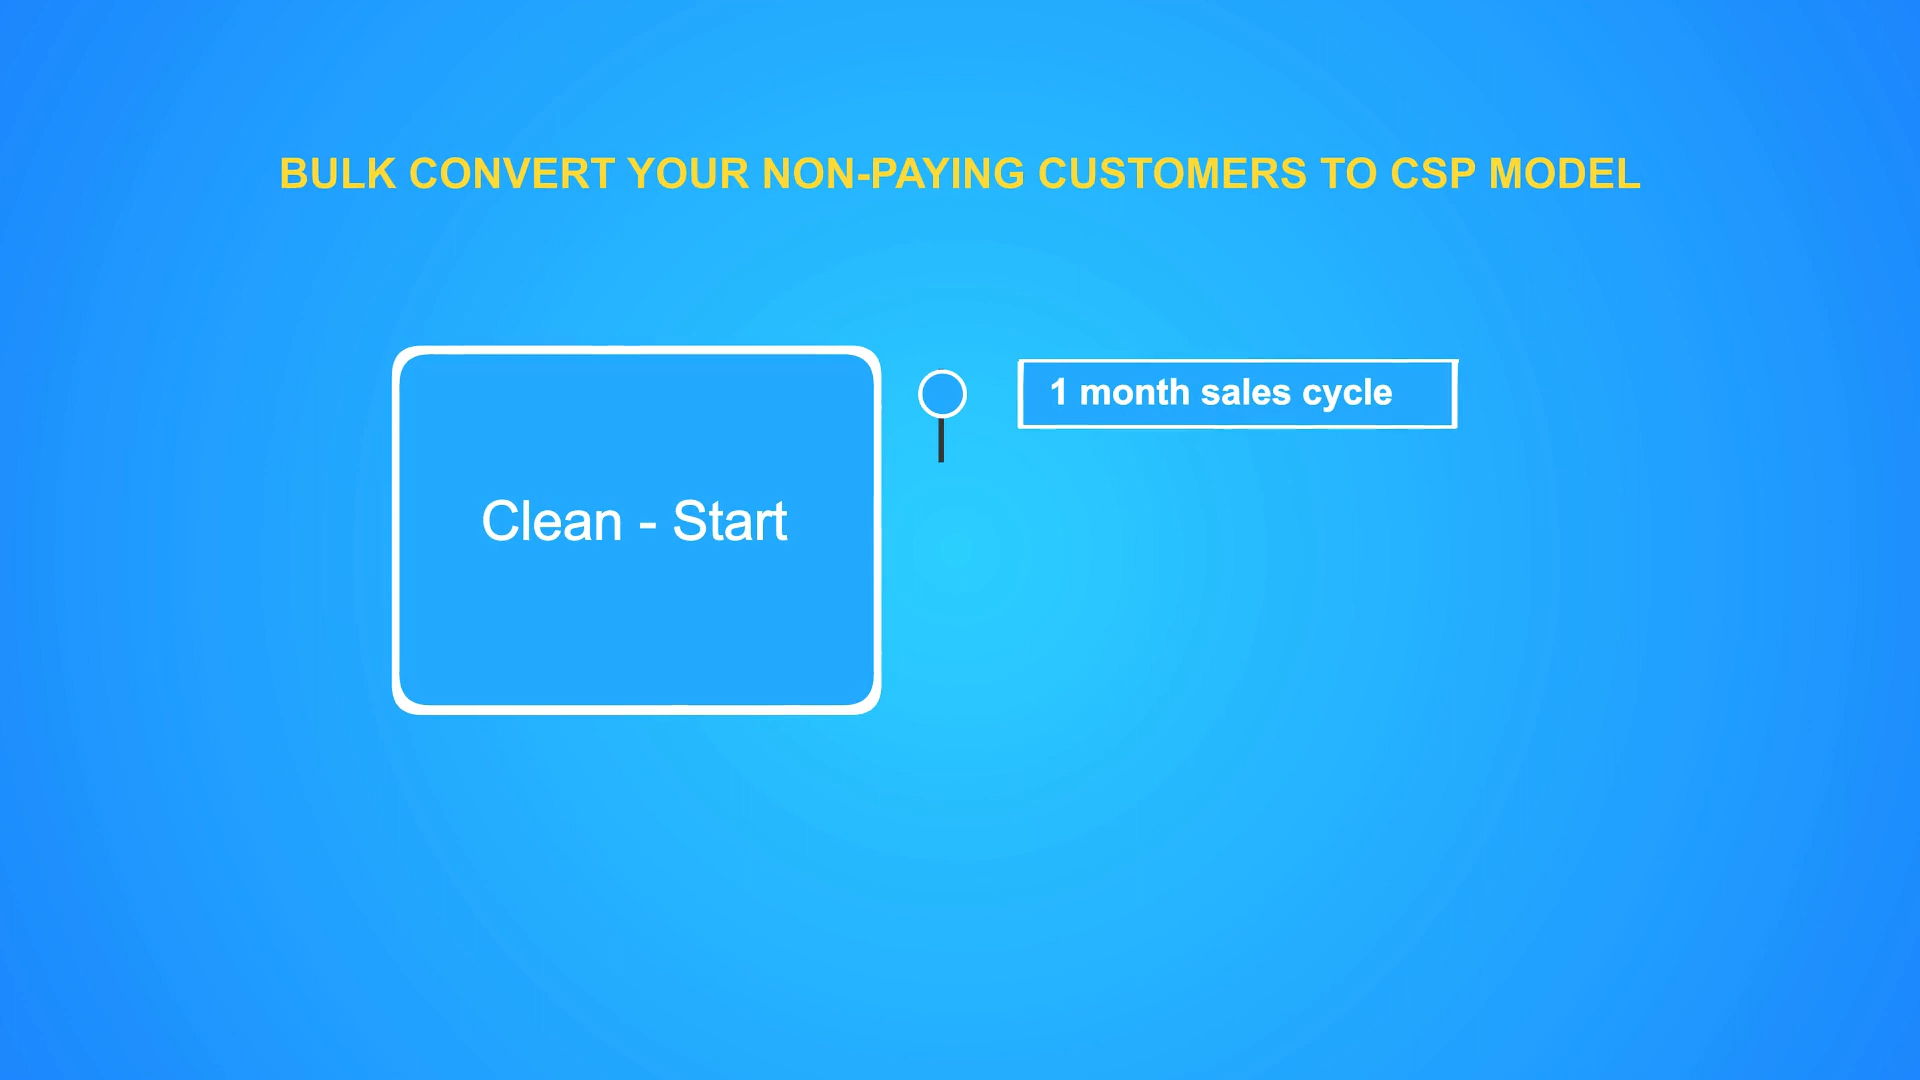 BULK CONVERT YOUR NON-PAYING CUSTOMERS TO CSP MODEL
Clean - Start
1 month sales cycle